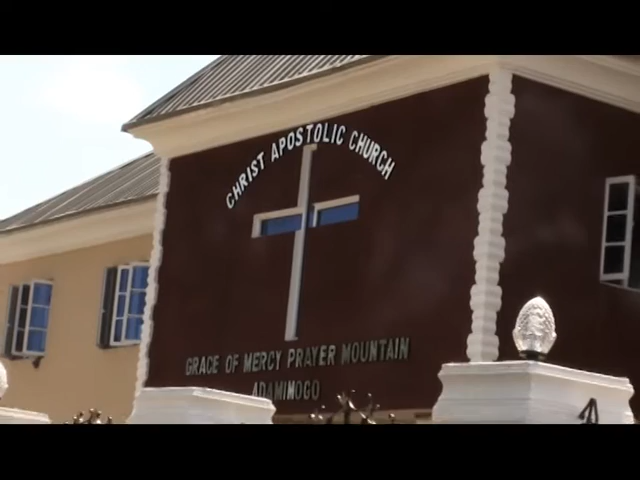 CHRIST APOSTOLIC CHURCH
GRACE OF MERCY PRAYER MOUNTAIN
ADAMIMOGO